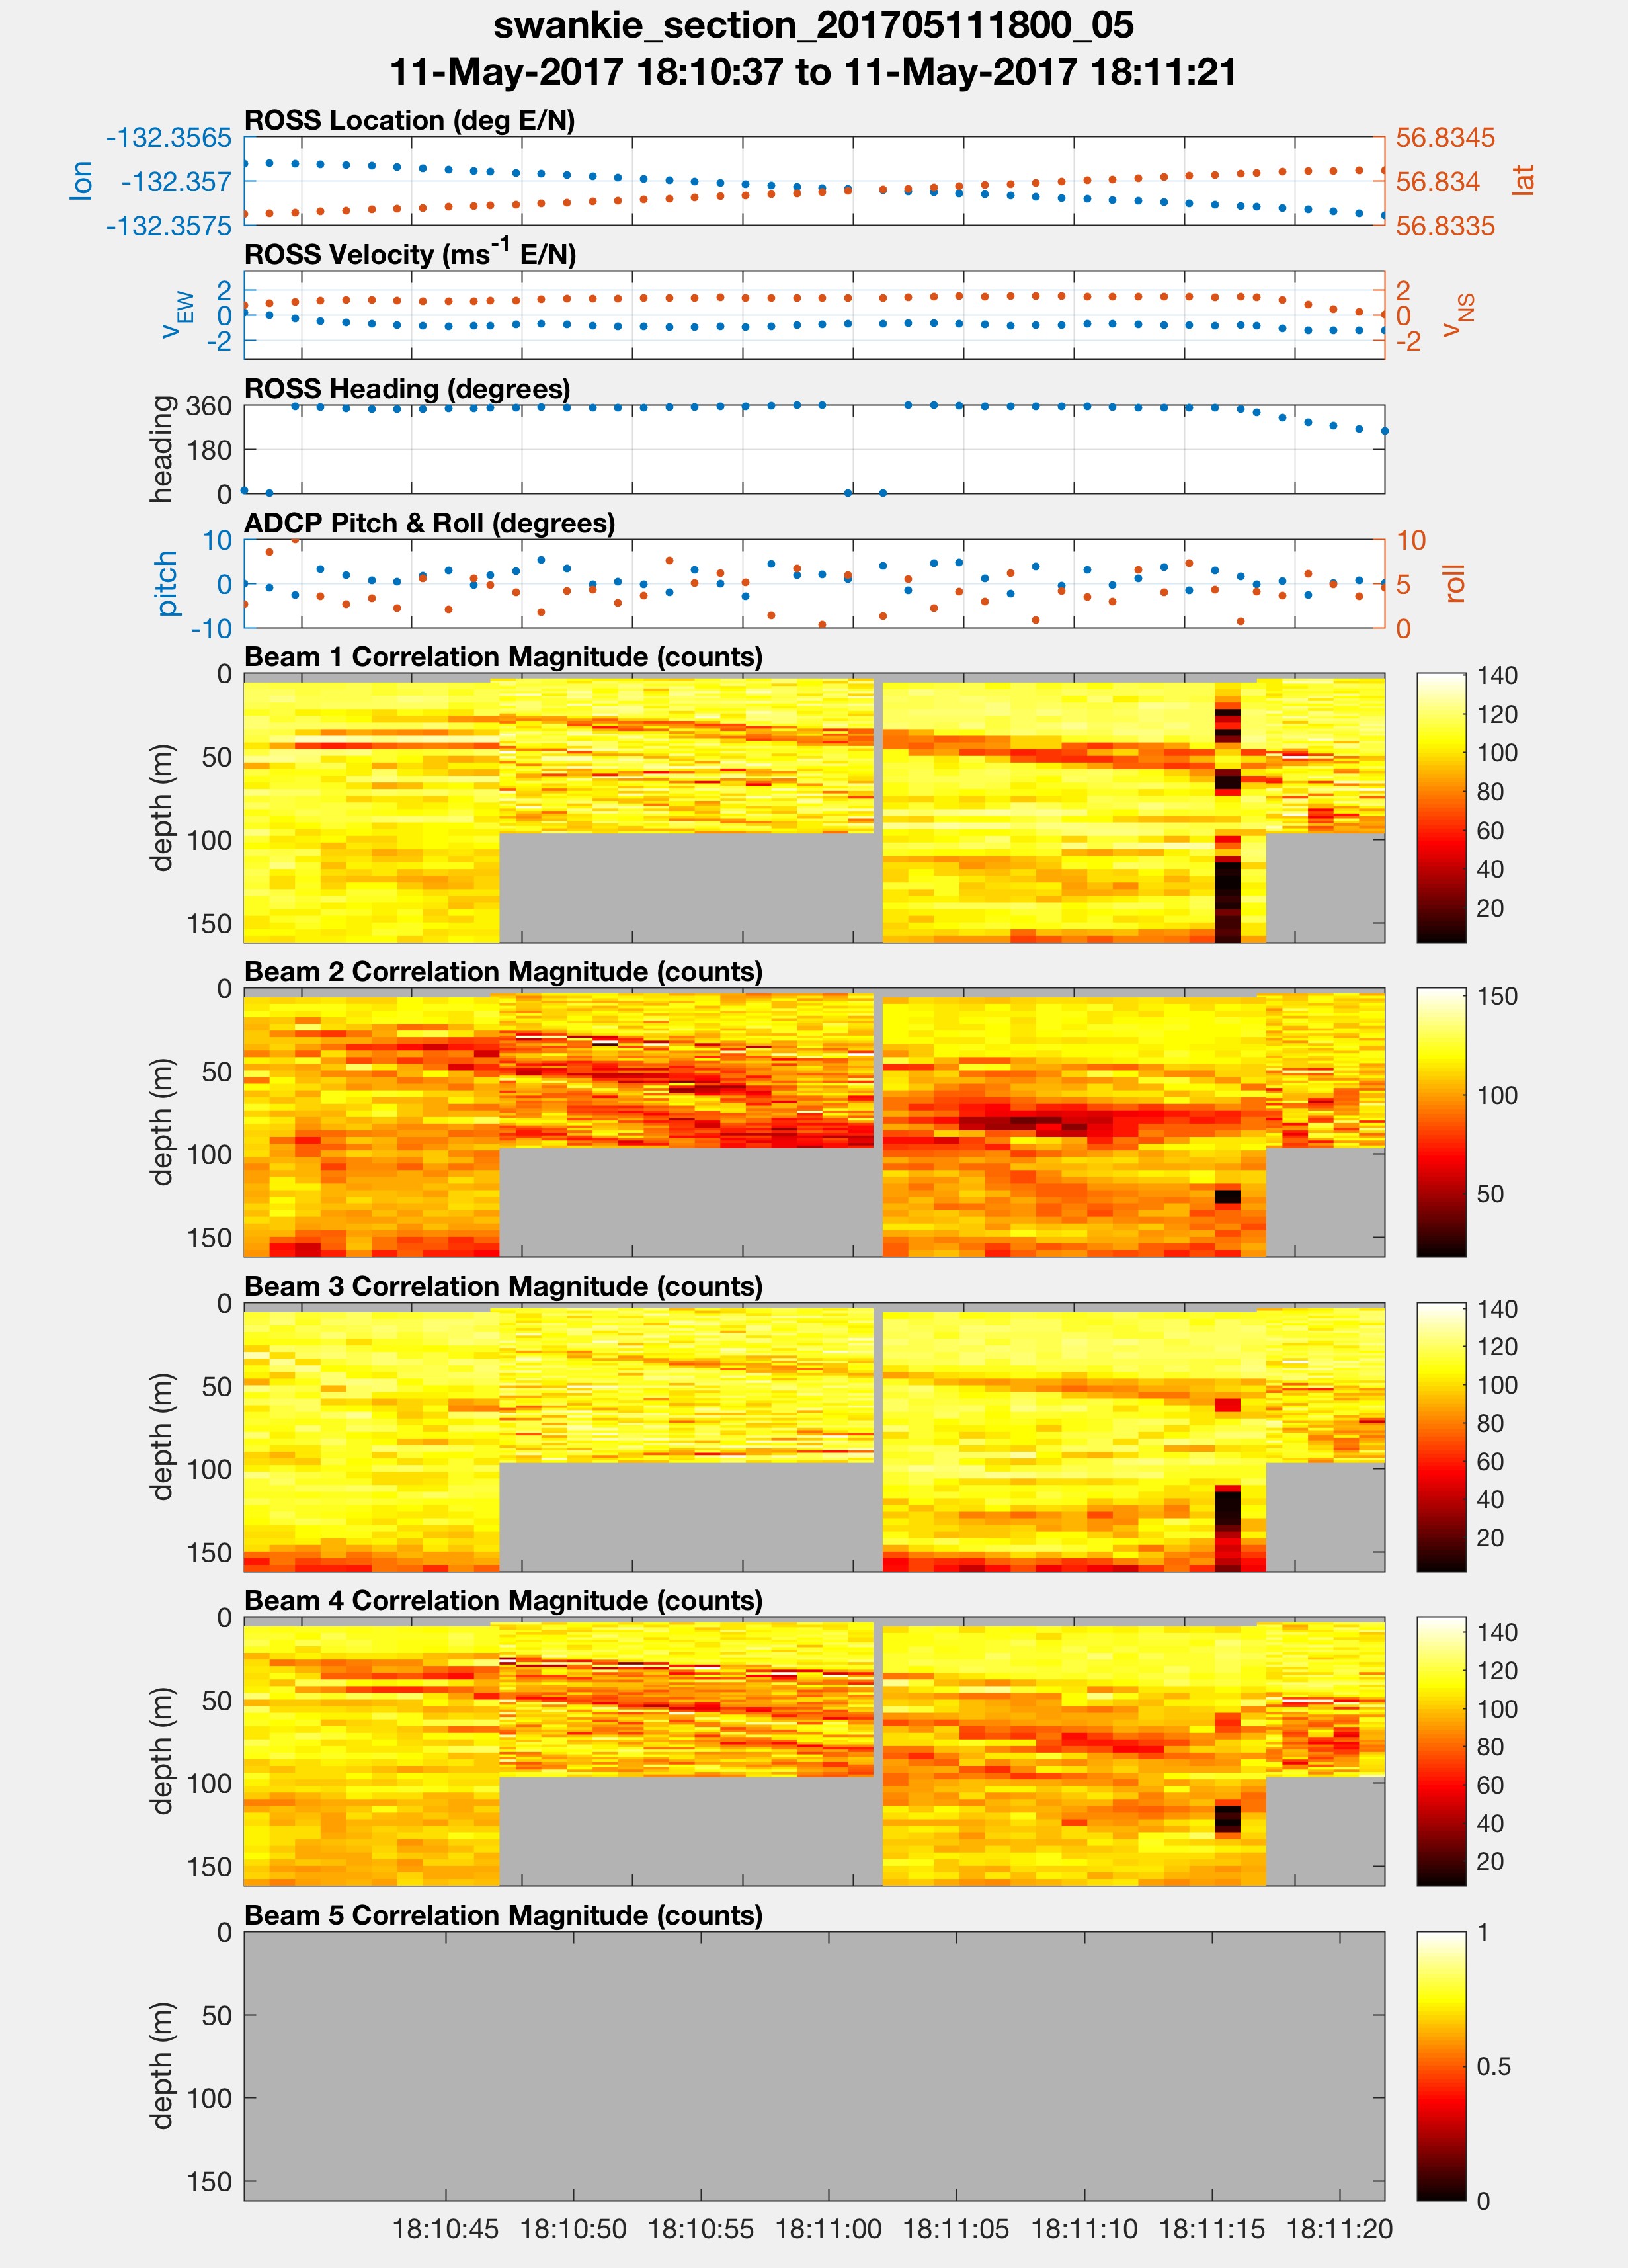 swankie_section_201705111800_05
11-May-2017 18:10:37 to 11-May-2017 18:11:21
ROSS Location (deg E/N)
-132.3565 56.8345
lon -132.357 56.834 lat
-132.3575 56.8335
ROSS Velocity (ms-1 E/N)
2 2
vEW 0 0 vNS
-2 -2
ROSS Heading (degrees)
360
heading 180
0
ADCP Pitch & Roll (degrees)
10 10
pitch 0 5 roll
-10 0
Beam 1 Correlation Magnitude (counts)
0 140
120
50 100
depth (m) 80
100 60
40
150 20
Beam 2 Correlation Magnitude (counts)
0 150
50
depth (m) 100
100
50
150
Beam 3 Correlation Magnitude (counts)
0 140
120
50 100
depth (m) 80
100 60
40
150 20
Beam 4 Correlation Magnitude (counts)
0 140
120
50 100
depth (m) 80
100 60
40
150 20
Beam 5 Correlation Magnitude (counts)
0 1
50
depth (m) 0.5
100
150
0
18:10:45 18:10:50 18:10:55 18:11:00 18:11:05 18:11:10 18:11:15 18:11:20